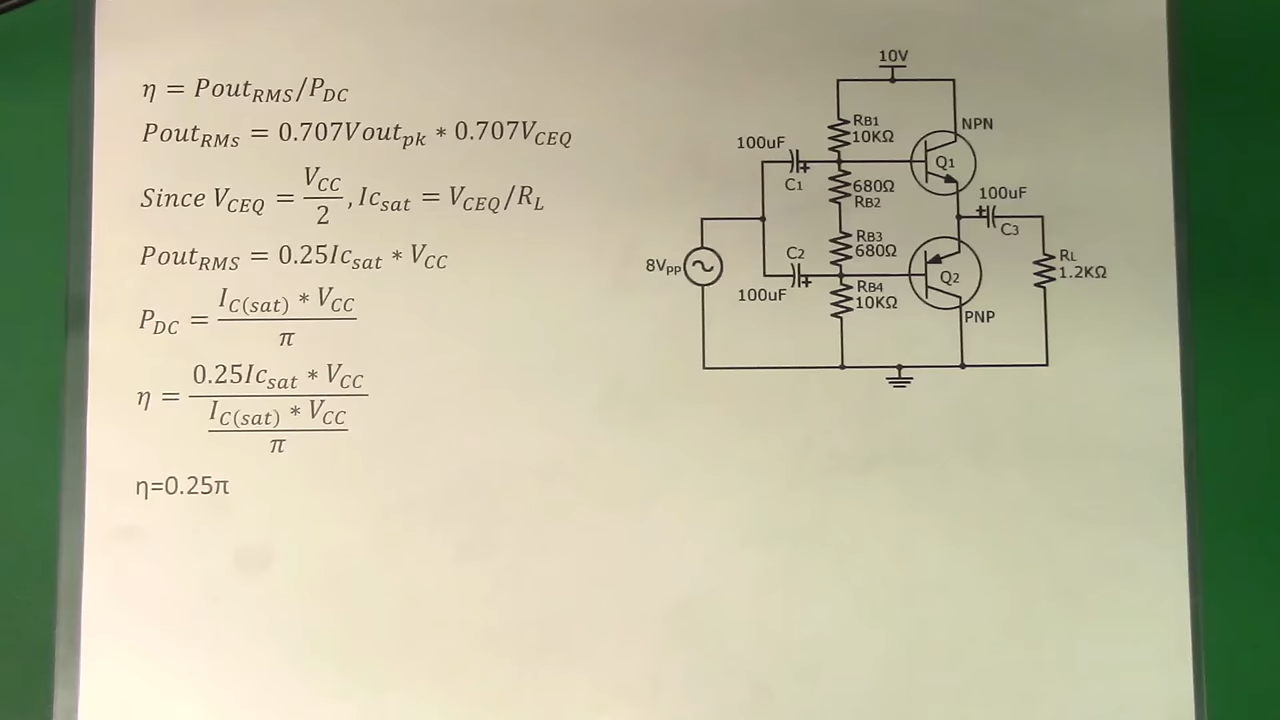 η = Pout_RMS/P_DC
Pout_RMS = 0.707Vout_pk * 0.707V_CEQ
Since V_CEQ = V_CC/2, Ic_sat = V_CEQ/R_L
Pout_RMS = 0.25Ic_sat * V_CC
P_DC = I_C(sat) * V_CC / π
η = 0.25Ic_sat * V_CC / (I_C(sat) * V_CC / π)
η=0.25π
10V
RB1
10KΩ
NPN
100uF
C1
Q1
680Ω
RB2
100uF
C3
RB3
680Ω
C2
8VPP
100uF
Q2
RL
1.2KΩ
RB4
10KΩ
PNP